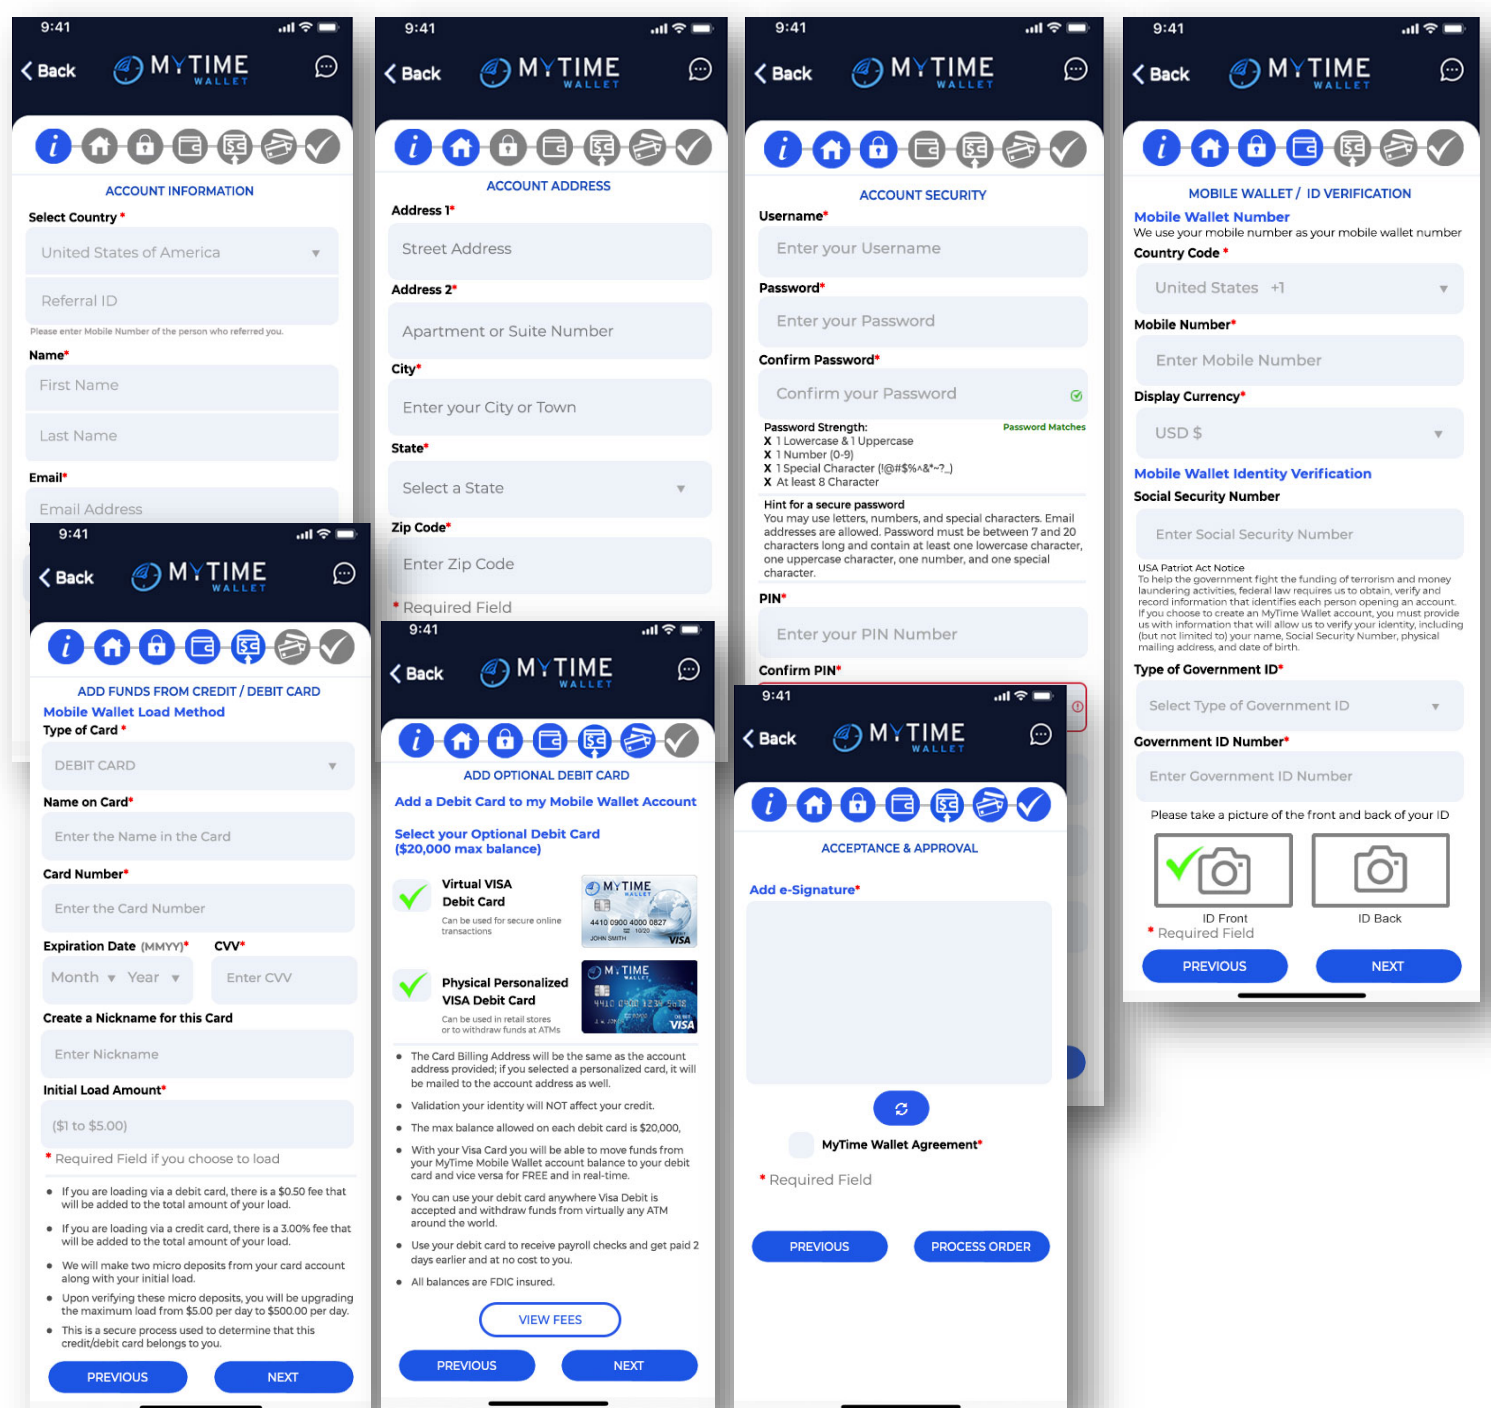 9:41
Back
MYTIME
WALLET
ACCOUNT INFORMATION
Select Country *
United States of America
Referral ID
Please enter Mobile Number of the person who referred you.
Name*
First Name
Last Name
Email*
Email Address
9:41
Back
MYTIME
WALLET
ACCOUNT ADDRESS
Address 1*
Street Address
Address 2*
Apartment or Suite Number
City*
Enter your City or Town
State*
Select a State
Zip Code*
Enter Zip Code
* Required Field
9:41
Back
MYTIME
WALLET
ACCOUNT SECURITY
Username*
Enter your Username
Password*
Enter your Password
Confirm Password*
Confirm your Password
Password Strength: Password Matches
X 1 Lowercase & 1 Uppercase
X 1 Number (0-9)
X 1 Special Character (!@#$%^&*~?_)
X At least 8 Character
Hint for a secure password
You may use letters, numbers, and special characters. Email
addresses are allowed. Password must be between 7 and 20
characters long and contain at least one lowercase character,
one uppercase character, one number, and one special
character.
PIN*
Enter your PIN Number
Confirm PIN*
9:41
Back
MYTIME
WALLET
MOBILE WALLET / ID VERIFICATION
Mobile Wallet Number
We use your mobile number as your mobile wallet number
Country Code *
United States +1
Mobile Number*
Enter Mobile Number
Display Currency*
USD $
Mobile Wallet Identity Verification
Social Security Number
Enter Social Security Number
USA Patriot Act Notice
To help the government fight the funding of terrorism and money
laundering activities, federal law requires us to obtain, verify and
record information that identifies each person opening an account.
If you choose to create an MyTime Wallet account, you must provide
us with information that will allow us to verify your identity, including
(but not limited to) your name, Social Security Number, physical
mailing address, and date of birth.
Type of Government ID*
Select Type of Government ID
Government ID Number*
Enter Government ID Number
Please take a picture of the front and back of your ID
ID Front ID Back
* Required Field
PREVIOUS NEXT
9:41
Back
MYTIME
WALLET
ADD FUNDS FROM CREDIT / DEBIT CARD
Mobile Wallet Load Method
Type of Card *
DEBIT CARD
Name on Card*
Enter the Name in the Card
Card Number*
Enter the Card Number
Expiration Date (MMYY)* CVV*
Month Year Enter CVV
Create a Nickname for this Card
Enter Nickname
Initial Load Amount*
($1 to $5.00)
* Required Field if you choose to load
• If you are loading via a debit card, there is a $0.50 fee that
will be added to the total amount of your load.
• If you are loading via a credit card, there is a 3.00% fee that
will be added to the total amount of your load.
• We will make two micro deposits from your card account
along with your initial load.
• Upon verifying these micro deposits, you will be upgrading
the maximum load from $5.00 per day to $500.00 per day.
• This is a secure process used to determine that this
credit/debit card belongs to you.
PREVIOUS NEXT
9:41
Back
MYTIME
WALLET
ADD OPTIONAL DEBIT CARD
Add a Debit Card to my Mobile Wallet Account
Select your Optional Debit Card
($20,000 max balance)
Virtual VISA
Debit Card
Can be used for secure online
transactions
MYTIME
WALLET
4410 0900 4000 0827
10/20
JOHN SMITH
VISA
Physical Personalized
VISA Debit Card
Can be used in retail stores
or to withdraw funds at ATMs
MYTIME
WALLET
VISA
• The Card Billing Address will be the same as the account
address provided; if you selected a personalized card, it will
be mailed to the account address as well.
• Validation your identity will NOT affect your credit.
• The max balance allowed on each debit card is $20,000,
• With your Visa Card you will be able to move funds from
your MyTime Mobile Wallet account balance to your debit
card and vice versa for FREE and in real-time.
• You can use your debit card anywhere Visa Debit is
accepted and withdraw funds from virtually any ATM
around the world.
• Use your debit card to receive payroll checks and get paid 2
days earlier and at no cost to you.
• All balances are FDIC insured.
VIEW FEES
PREVIOUS NEXT
9:41
Back
MYTIME
WALLET
ACCEPTANCE & APPROVAL
Add e-Signature*
MyTime Wallet Agreement*
* Required Field
PREVIOUS PROCESS ORDER